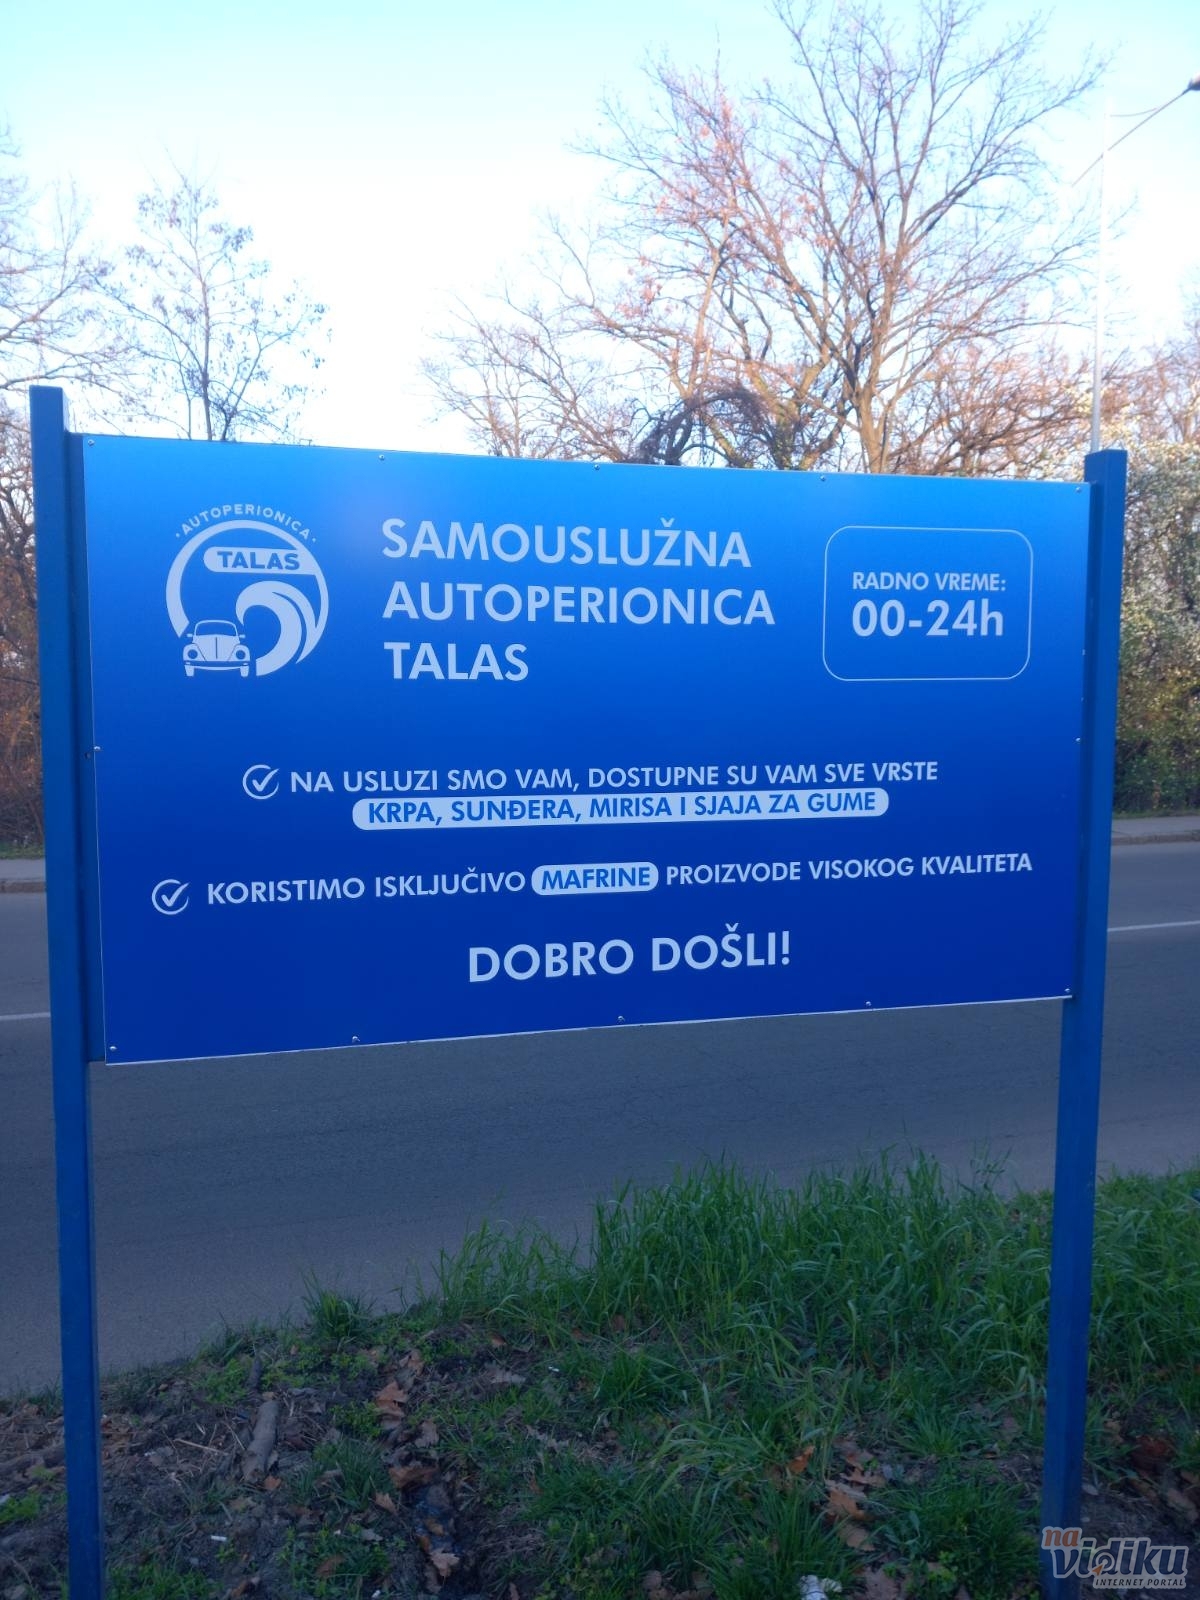 ·AUTOPERIONICA·
TALAS
SAMOUSLUŽNA
AUTOPERIONICA
TALAS
RADNO VREME:
00-24h
NA USLUZI SMO VAM, DOSTUPNE SU VAM SVE VRSTE
KRPA, SUNĐERA, MIRISA I SJAJA ZA GUME
KORISTIMO ISKLJUČIVO MAFRINE PROIZVODE VISOKOG KVALITETA
DOBRO DOŠLI!
na
vidiku
INTERNET PORTAL